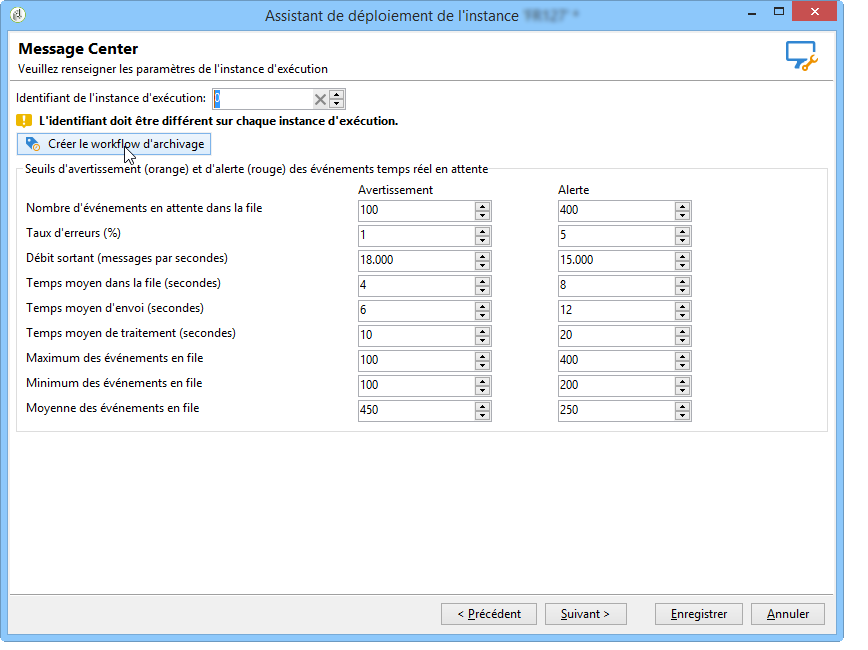 Assistant de déploiement de l'instance
Message Center
Veuillez renseigner les paramètres de l'instance d'exécution
Identifiant de l'instance d'exécution: 0
L'identifiant doit être différent sur chaque instance d'exécution.
Créer le workflow d'archivage
Seuils d'avertissement (orange) et d'alerte (rouge) des événements temps réel en attente
Avertissement Alerte
Nombre d'événements en attente dans la file 100 400
Taux d'erreurs (%) 1 5
Débit sortant (messages par secondes) 18.000 15.000
Temps moyen dans la file (secondes) 4 8
Temps moyen d'envoi (secondes) 6 12
Temps moyen de traitement (secondes) 10 20
Maximum des événements en file 100 400
Minimum des événements en file 100 200
Moyenne des événements en file 450 250
< Précédent Suivant > Enregistrer Annuler